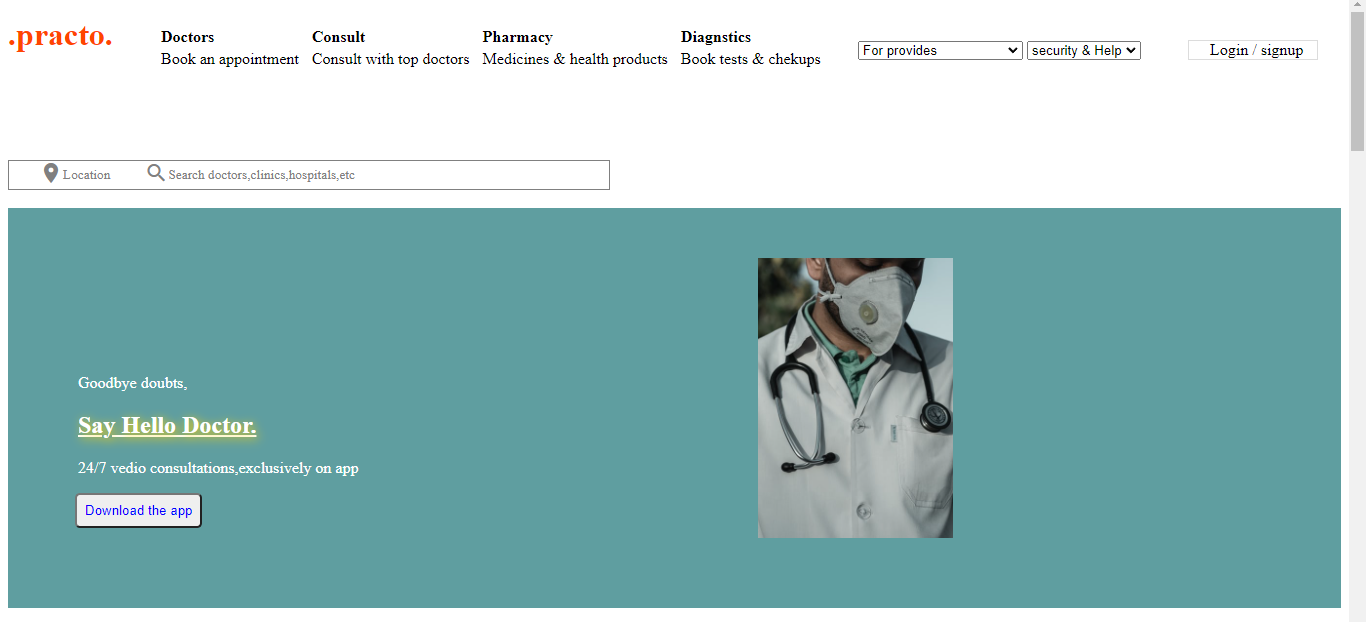 .practo.
Doctors Consult Pharmacy Diagnstics
Book an appointment Consult with top doctors Medicines & health products Book tests & chekups
For provides security & Help Login / signup
Location Search doctors,clinics,hospitals,etc
Goodbye doubts,
Say Hello Doctor.
24/7 vedio consultations,exclusively on app
Download the app